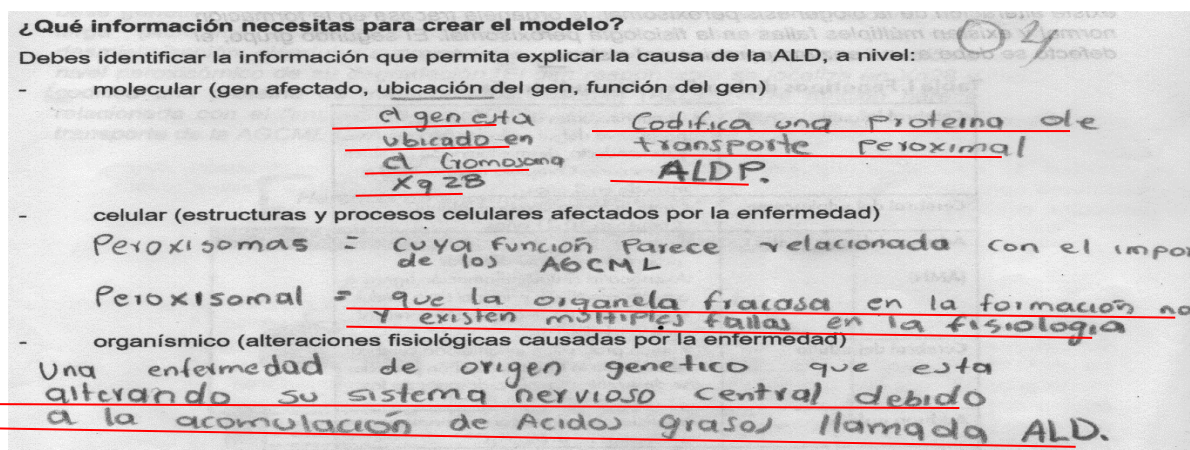 ¿Qué información necesitas para crear el modelo?
Debes identificar la información que permita explicar la causa de la ALD, a nivel:
- molecular (gen afectado, ubicación del gen, función del gen)
el gen esta Codifica una proteina de
ubicado en transporte Peroximal
el Cromosoma ALDP.
Xq28
- celular (estructuras y procesos celulares afectados por la enfermedad)
Peroxisomas = cuya función Parece relacionada con el impor
de los AGCML
Peroxisomal = que la organela fracasa en la formación no
y existen múltiples fallas en la fisiología
- organísmico (alteraciones fisiológicas causadas por la enfermedad)
Una enfermedad de origen genetico que esta
alterando su sistema nervioso central debido
a la acomulación de Acidos grasos llamada ALD.